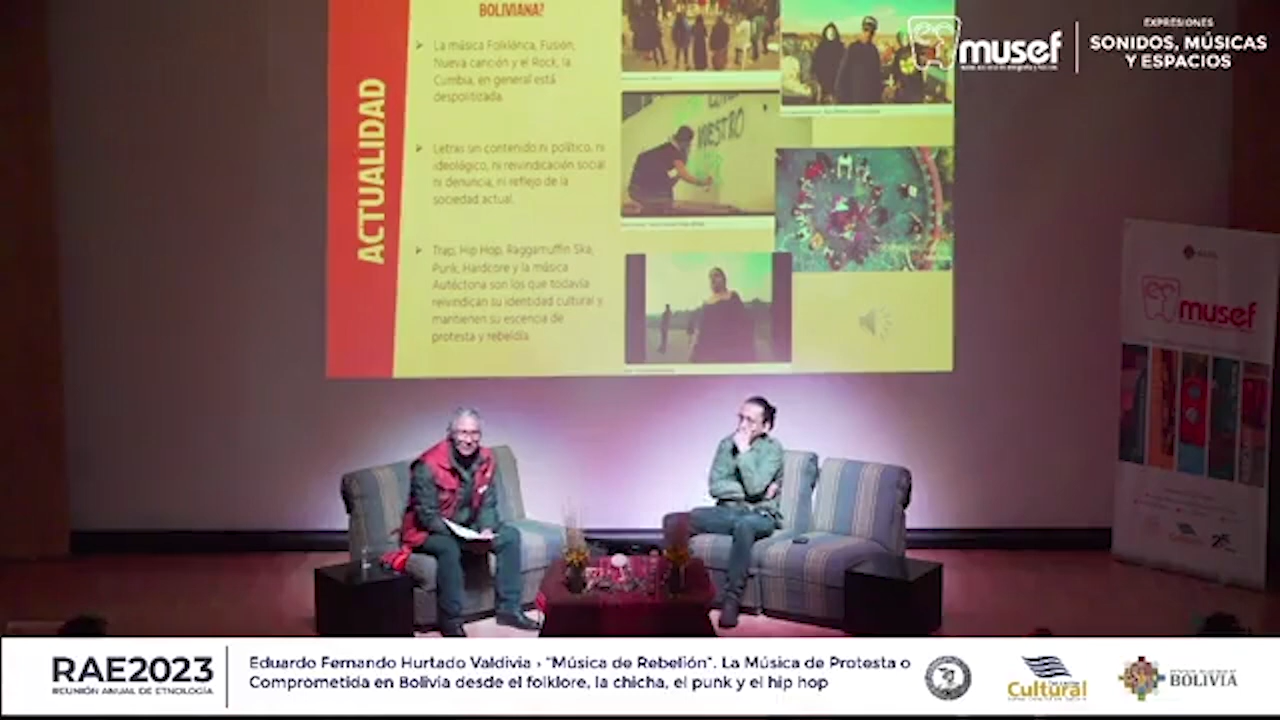 BOLIVIANA?
ACTUALIDAD
La música Folklórica, Fusión,
Nueva canción y el Rock, la
Cumbia, en general está
despolitizada.
Letras sin contenido ni político, ni
ideológico, ni reivindicación social
ni denuncia, ni reflejo de la
sociedad actual.
Trap, Hip Hop, Raggamuffin Ska,
Punk, Hardcore y la música
Autéctona son los que todavía
reivindican su identidad cultural y
mantienen su escencia de
protesta y rebeldía
NUESTRO
musef
EXPRESIONES
SONIDOS, MÚSICAS
Y ESPACIOS
musef
RAE2023
REUNIÓN ANUAL DE ETNOLOGÍA
Eduardo Fernando Hurtado Valdivia › "Música de Rebelión". La Música de Protesta o
Comprometida en Bolivia desde el folklore, la chicha, el punk y el hip hop
Cultural
BOLIVIA